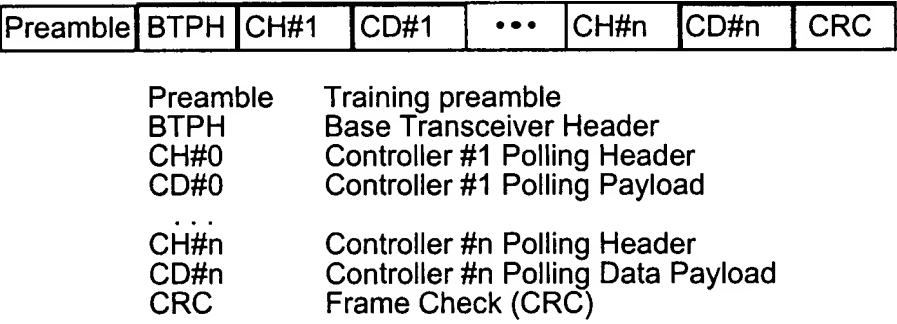 Preamble BTPH CH#1 CD#1 ••• CH#n CD#n CRC
Preamble Training preamble
BTPH Base Transceiver Header
CH#0 Controller #1 Polling Header
CD#0 Controller #1 Polling Payload
. . .
CH#n Controller #n Polling Header
CD#n Controller #n Polling Data Payload
CRC Frame Check (CRC)